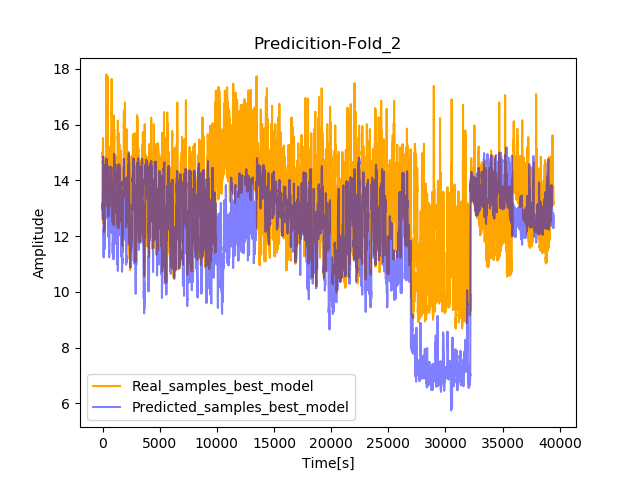 Predicition-Fold_2
18
16
14
12
10
8
6
Amplitude
Real_samples_best_model
Predicted_samples_best_model
0 5000 10000 15000 20000 25000 30000 35000 40000
Time[s]